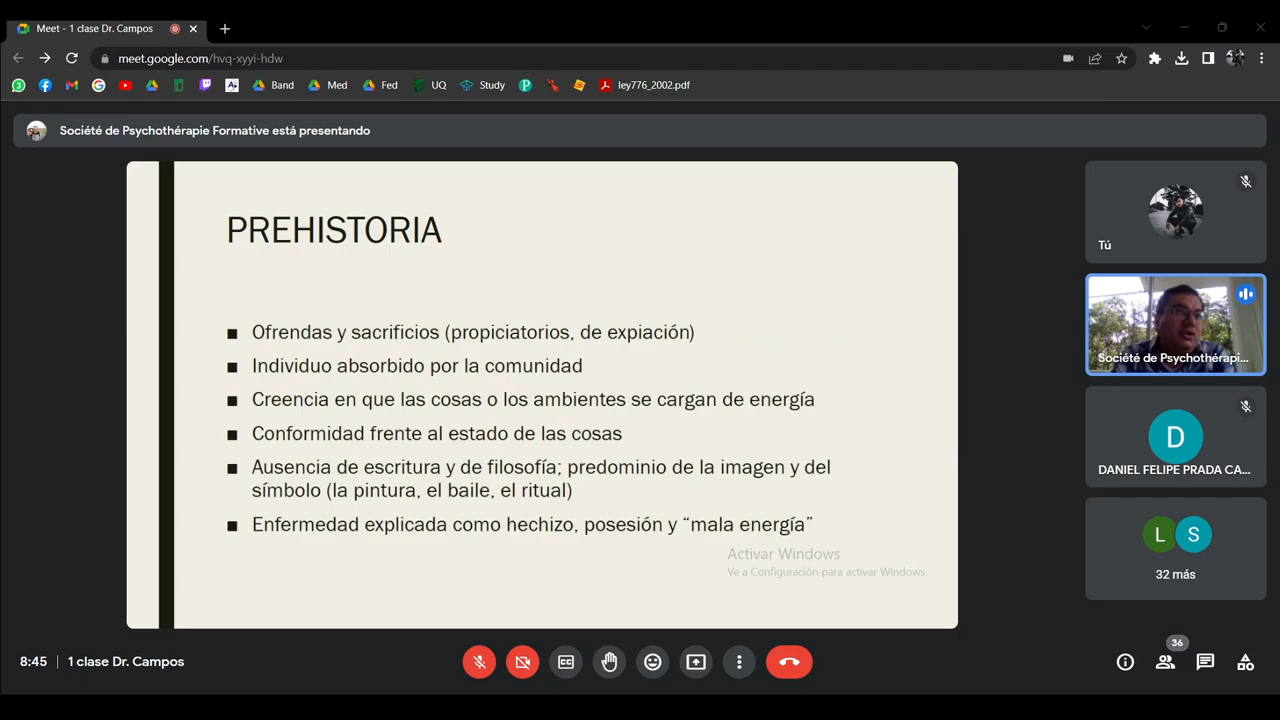 Meet - 1 clase Dr. Campos
meet.google.com/hvq-xyyi-hdw
3
Band
Med
Fed
UQ
Study
ley776_2002.pdf
Société de Psychothérapie Formative está presentando
PREHISTORIA
■ Ofrendas y sacrificios (propiciatorios, de expiación)
■ Individuo absorbido por la comunidad
■ Creencia en que las cosas o los ambientes se cargan de energía
■ Conformidad frente al estado de las cosas
■ Ausencia de escritura y de filosofía; predominio de la imagen y del
símbolo (la pintura, el baile, el ritual)
■ Enfermedad explicada como hechizo, posesión y “mala energía”
Activar Windows
Ve a Configuración para activar Windows.
Tú
Société de Psychothérapi...
D
DANIEL FELIPE PRADA CA...
L
S
32 más
8:45 | 1 clase Dr. Campos
36